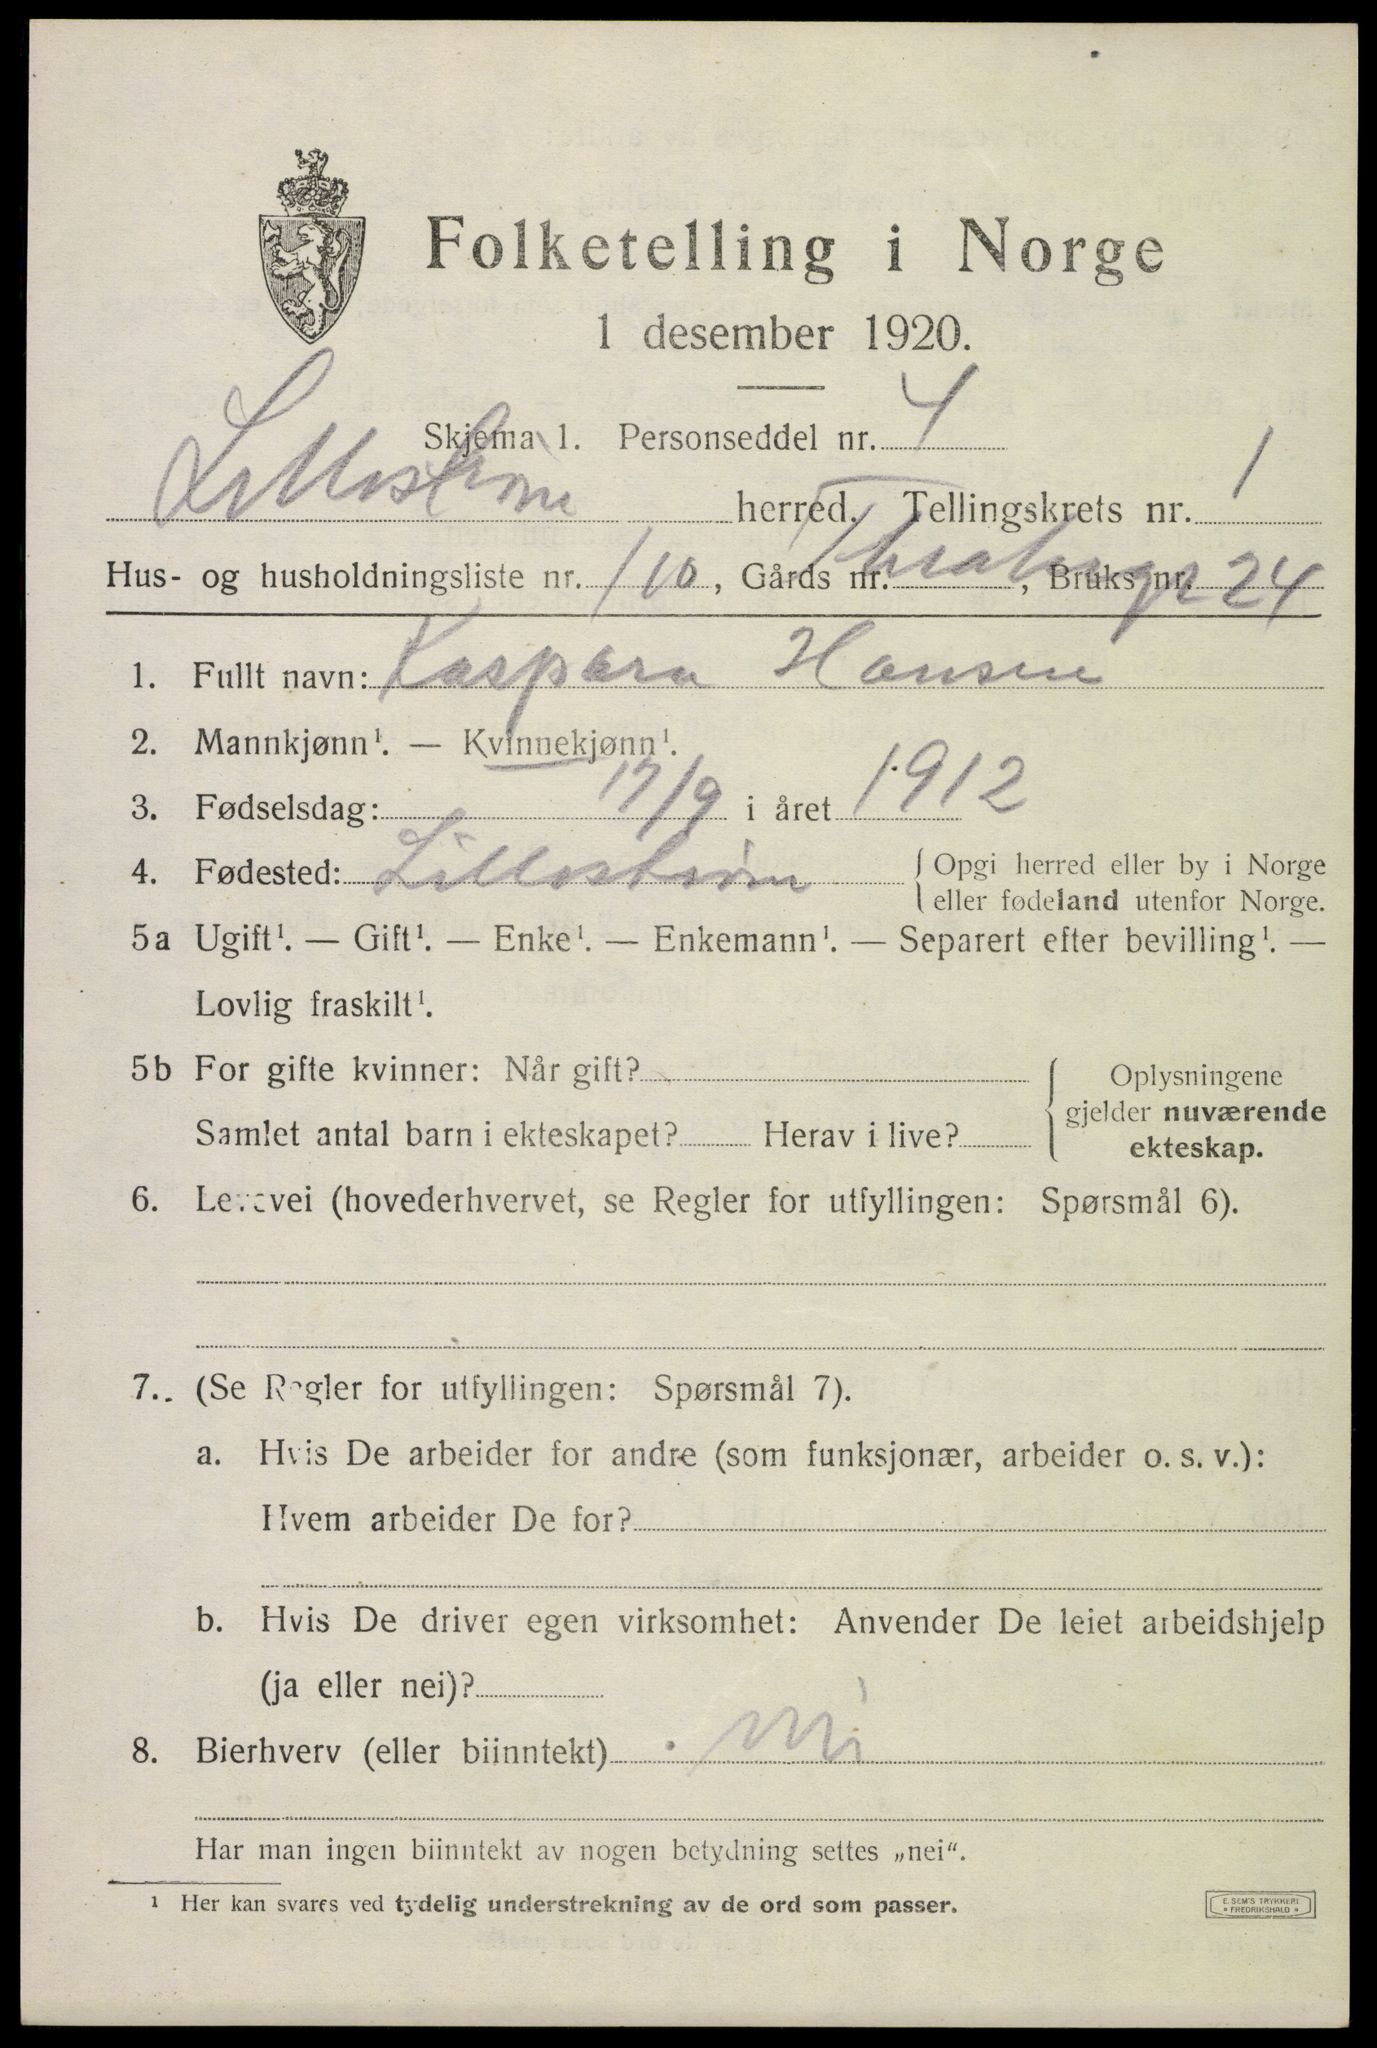 Folketelling i Norge
1 desember 1920.
Skjema 1. Personseddel nr. 4
Lillestrøm herred. Tellingskrets nr. 1
Hus- og husholdningsliste nr. 110, Gårds nr. , Bruks nr. 24
1. Fullt navn: Kaspara Hansen
2. Mannkjønn¹. — Kvinnekjønn¹.
3. Fødselsdag: 17/9 i året 1912
4. Fødested: Lillestrøm { Opgi herred eller by i Norge
eller fødeland utenfor Norge.
5a Ugift¹. — Gift¹. — Enke¹. — Enkemann¹. — Separert efter bevilling¹. —
Lovlig fraskilt¹.
5b For gifte kvinner: Når gift?
Samlet antal barn i ekteskapet? Herav i live?
{ Oplysningene
gjelder nuværende
ekteskap.
6. Levevei (hovederhvervet, se Regler for utfyllingen: Spørsmål 6).
7. (Se Regler for utfyllingen: Spørsmål 7).
a. Hvis De arbeider for andre (som funksjonær, arbeider o. s. v.):
Hvem arbeider De for?
b. Hvis De driver egen virksomhet: Anvender De leiet arbeidshjelp
(ja eller nei)?
8. Bierhverv (eller biinntekt) nei
Har man ingen biinntekt av nogen betydning settes „nei“.
¹ Her kan svares ved tydelig understrekning av de ord som passer.
E. SEM'S TRYKKERI
FREDRIKSHALD